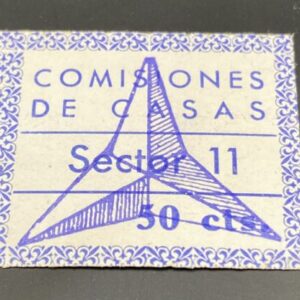 COMISIONES
DE CASAS
Sector 11
50 cts.